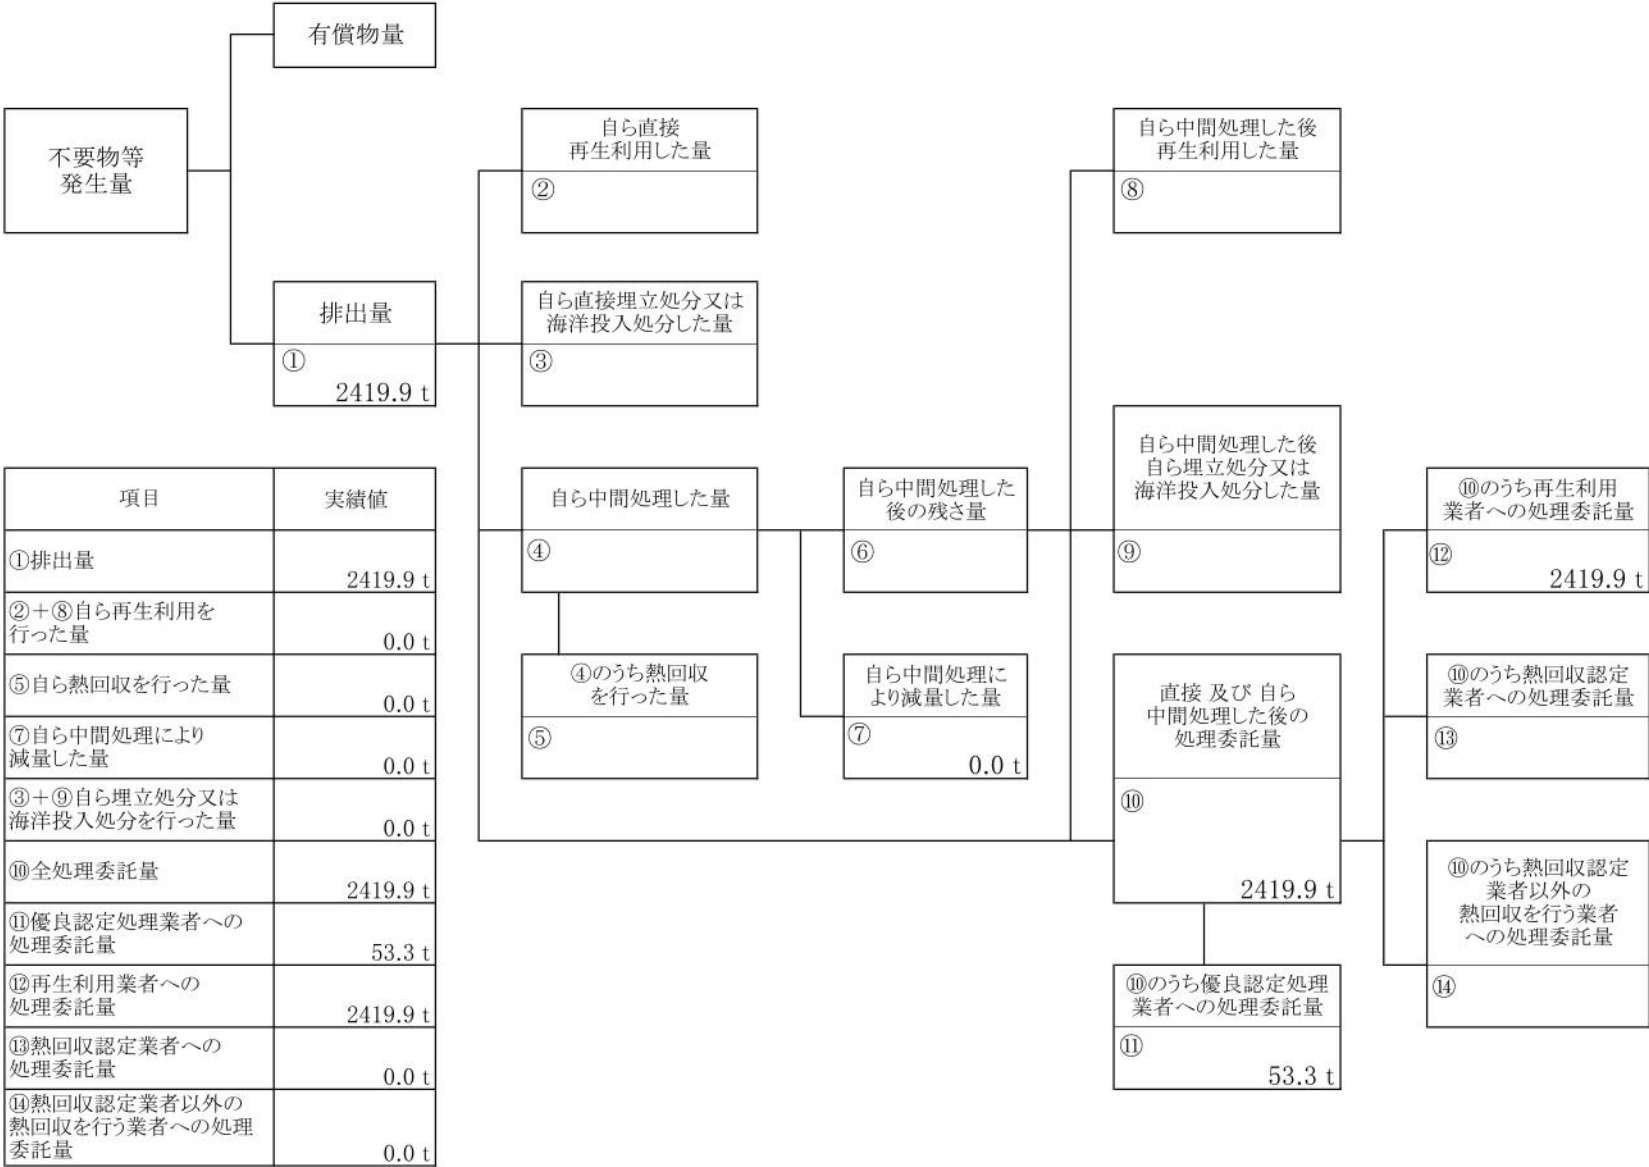 有償物量
不要物等
発生量
排出量
①
2419.9 t
自ら直接
再生利用した量
②
自ら直接埋立処分又は
海洋投入処分した量
③
自ら中間処理した量
④
④のうち熱回収
を行った量
⑤
自ら中間処理した
後の残さ量
⑥
自ら中間処理に
より減量した量
⑦
0.0 t
自ら中間処理した後
再生利用した量
⑧
自ら中間処理した後
自ら埋立処分又は
海洋投入処分した量
⑨
直接 及び 自ら
中間処理した後の
処理委託量
⑩
2419.9 t
⑩のうち優良認定処理
業者への処理委託量
⑪
53.3 t
⑩のうち再生利用
業者への処理委託量
⑫
2419.9 t
⑩のうち熱回収認定
業者への処理委託量
⑬
⑩のうち熱回収認定
業者以外の
熱回収を行う業者
への処理委託量
⑭
項目
実績値
①排出量
2419.9 t
②＋⑧自ら再生利用を
行った量
0.0 t
⑤自ら熱回収を行った量
0.0 t
⑦自ら中間処理により
減量した量
0.0 t
③＋⑨自ら埋立処分又は
海洋投入処分を行った量
0.0 t
⑩全処理委託量
2419.9 t
⑪優良認定処理業者への
処理委託量
53.3 t
⑫再生利用業者への
処理委託量
2419.9 t
⑬熱回収認定業者への
処理委託量
0.0 t
⑭熱回収認定業者以外の
熱回収を行う業者への処理
委託量
0.0 t